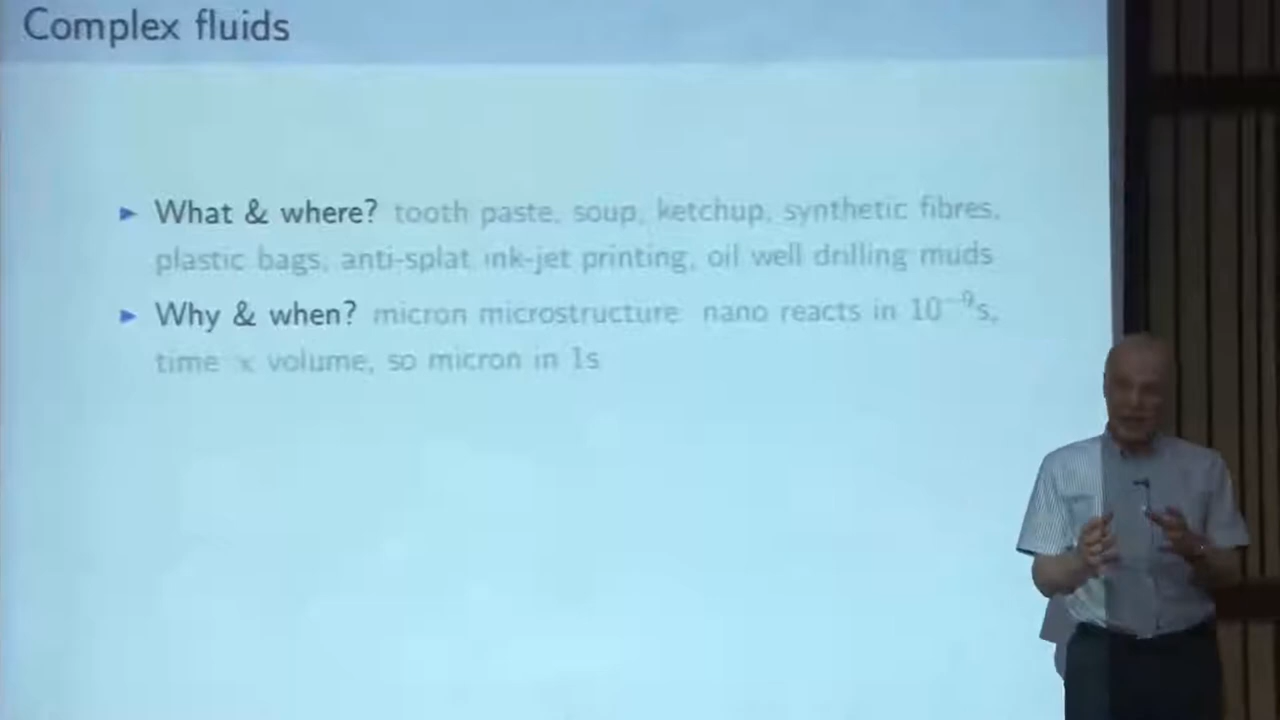 Complex fluids
What & where? tooth paste, soup, ketchup, synthetic fibres,
plastic bags, anti-splat ink-jet printing, oil well drilling muds
Why & when? micron microstructure nano reacts in 10⁻⁹s,
time volume, so micron in 1s